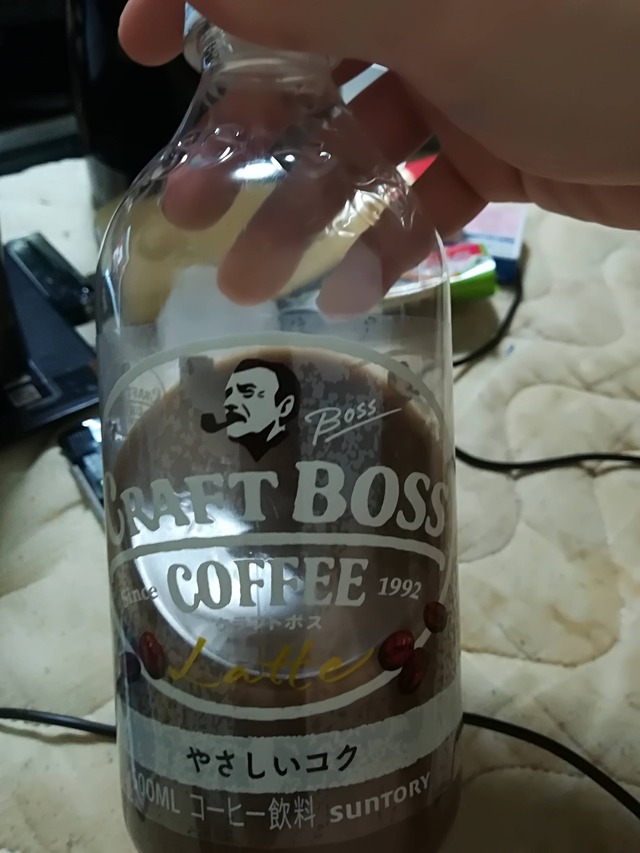 Boss
CRAFT BOSS
Since COFFEE 1992
クラフトボス
Latte
やさしいコク
500ML コーヒー飲料 SUNTORY